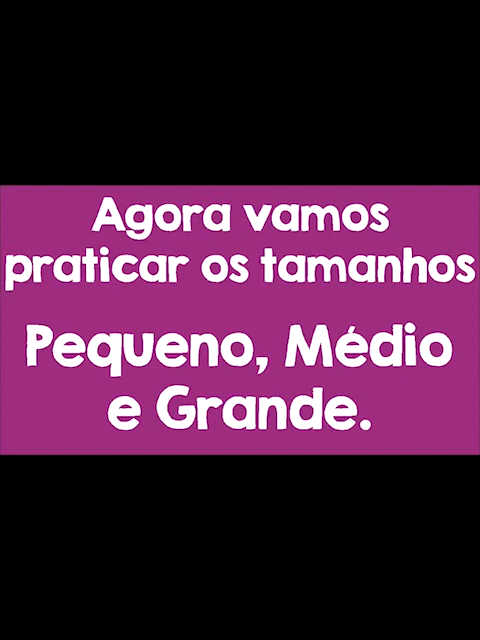 Agora vamos
praticar os tamanhos
Pequeno, Médio
e Grande.